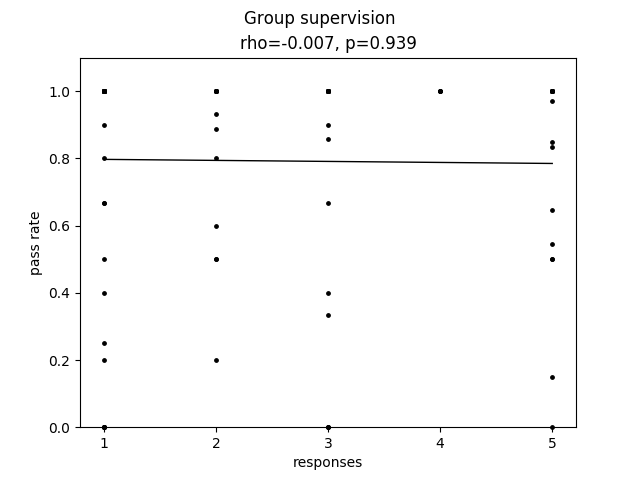 Group supervision
rho=-0.007, p=0.939
1.0
0.8
0.6
0.4
0.2
0.0
pass rate
1 2 3 4 5
responses